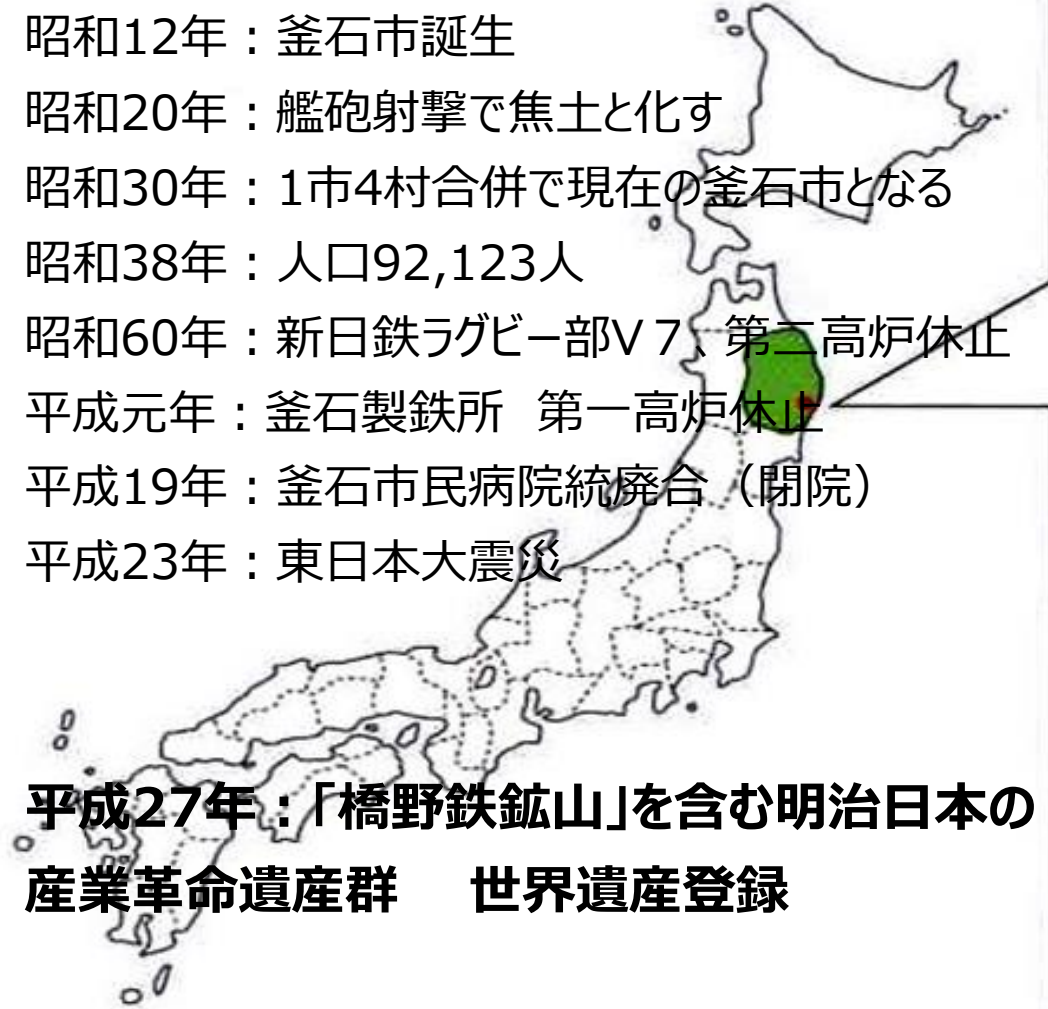 昭和12年：釜石市誕生
昭和20年：艦砲射撃で焦土と化す
昭和30年：1市4村合併で現在の釜石市となる
昭和38年：人口92,123人
昭和60年：新日鉄ラグビー部V７、第二高炉休止
平成元年：釜石製鉄所　第一高炉休止
平成19年：釜石市民病院統廃合（閉院）
平成23年：東日本大震災
平成27年：｢橋野鉄鉱山｣を含む明治日本の
産業革命遺産群　世界遺産登録